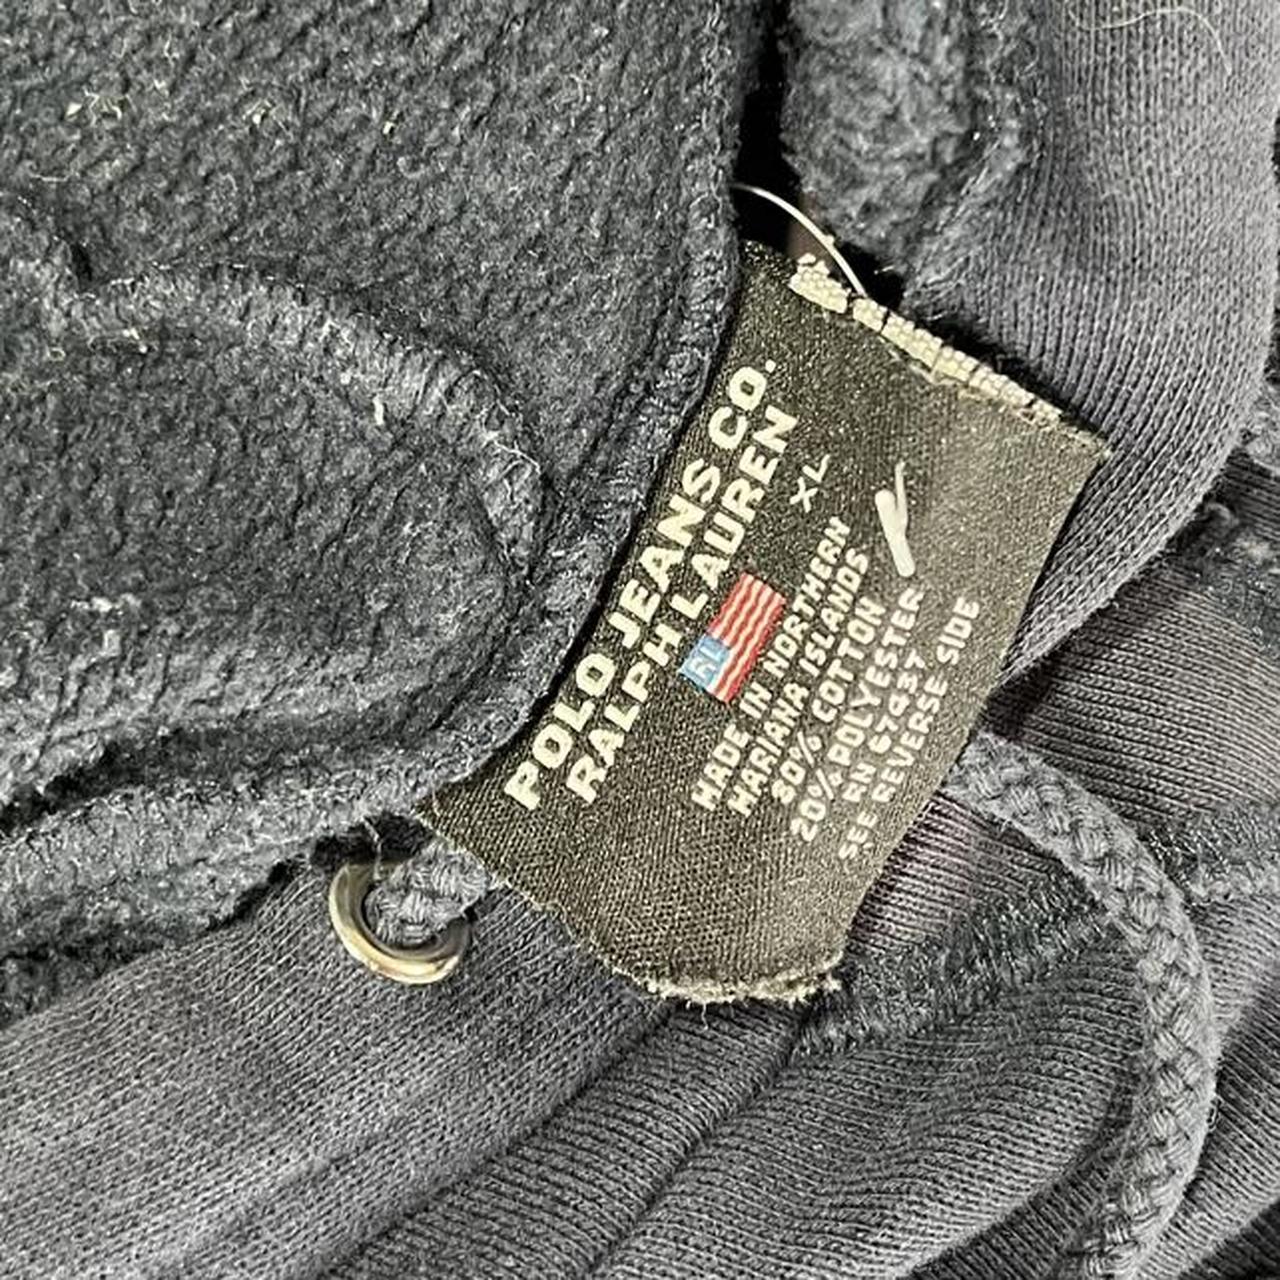 POLO JEANS CO.
RALPH LAUREN
XL
RL
MADE IN NORTHERN
MARIANA ISLANDS
80% COTTON
20% POLYESTER
RN 67437
SEE REVERSE SIDE